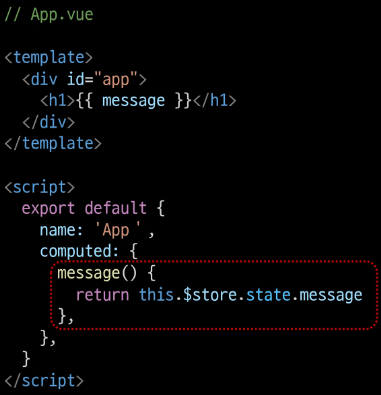 // App.vue
<template>
<div id="app">
<h1>{{ message }}</h1>
</div>
</template>
<script>
export default {
name: 'App',
computed: {
message() {
return this.$store.state.message
},
},
}
</script>